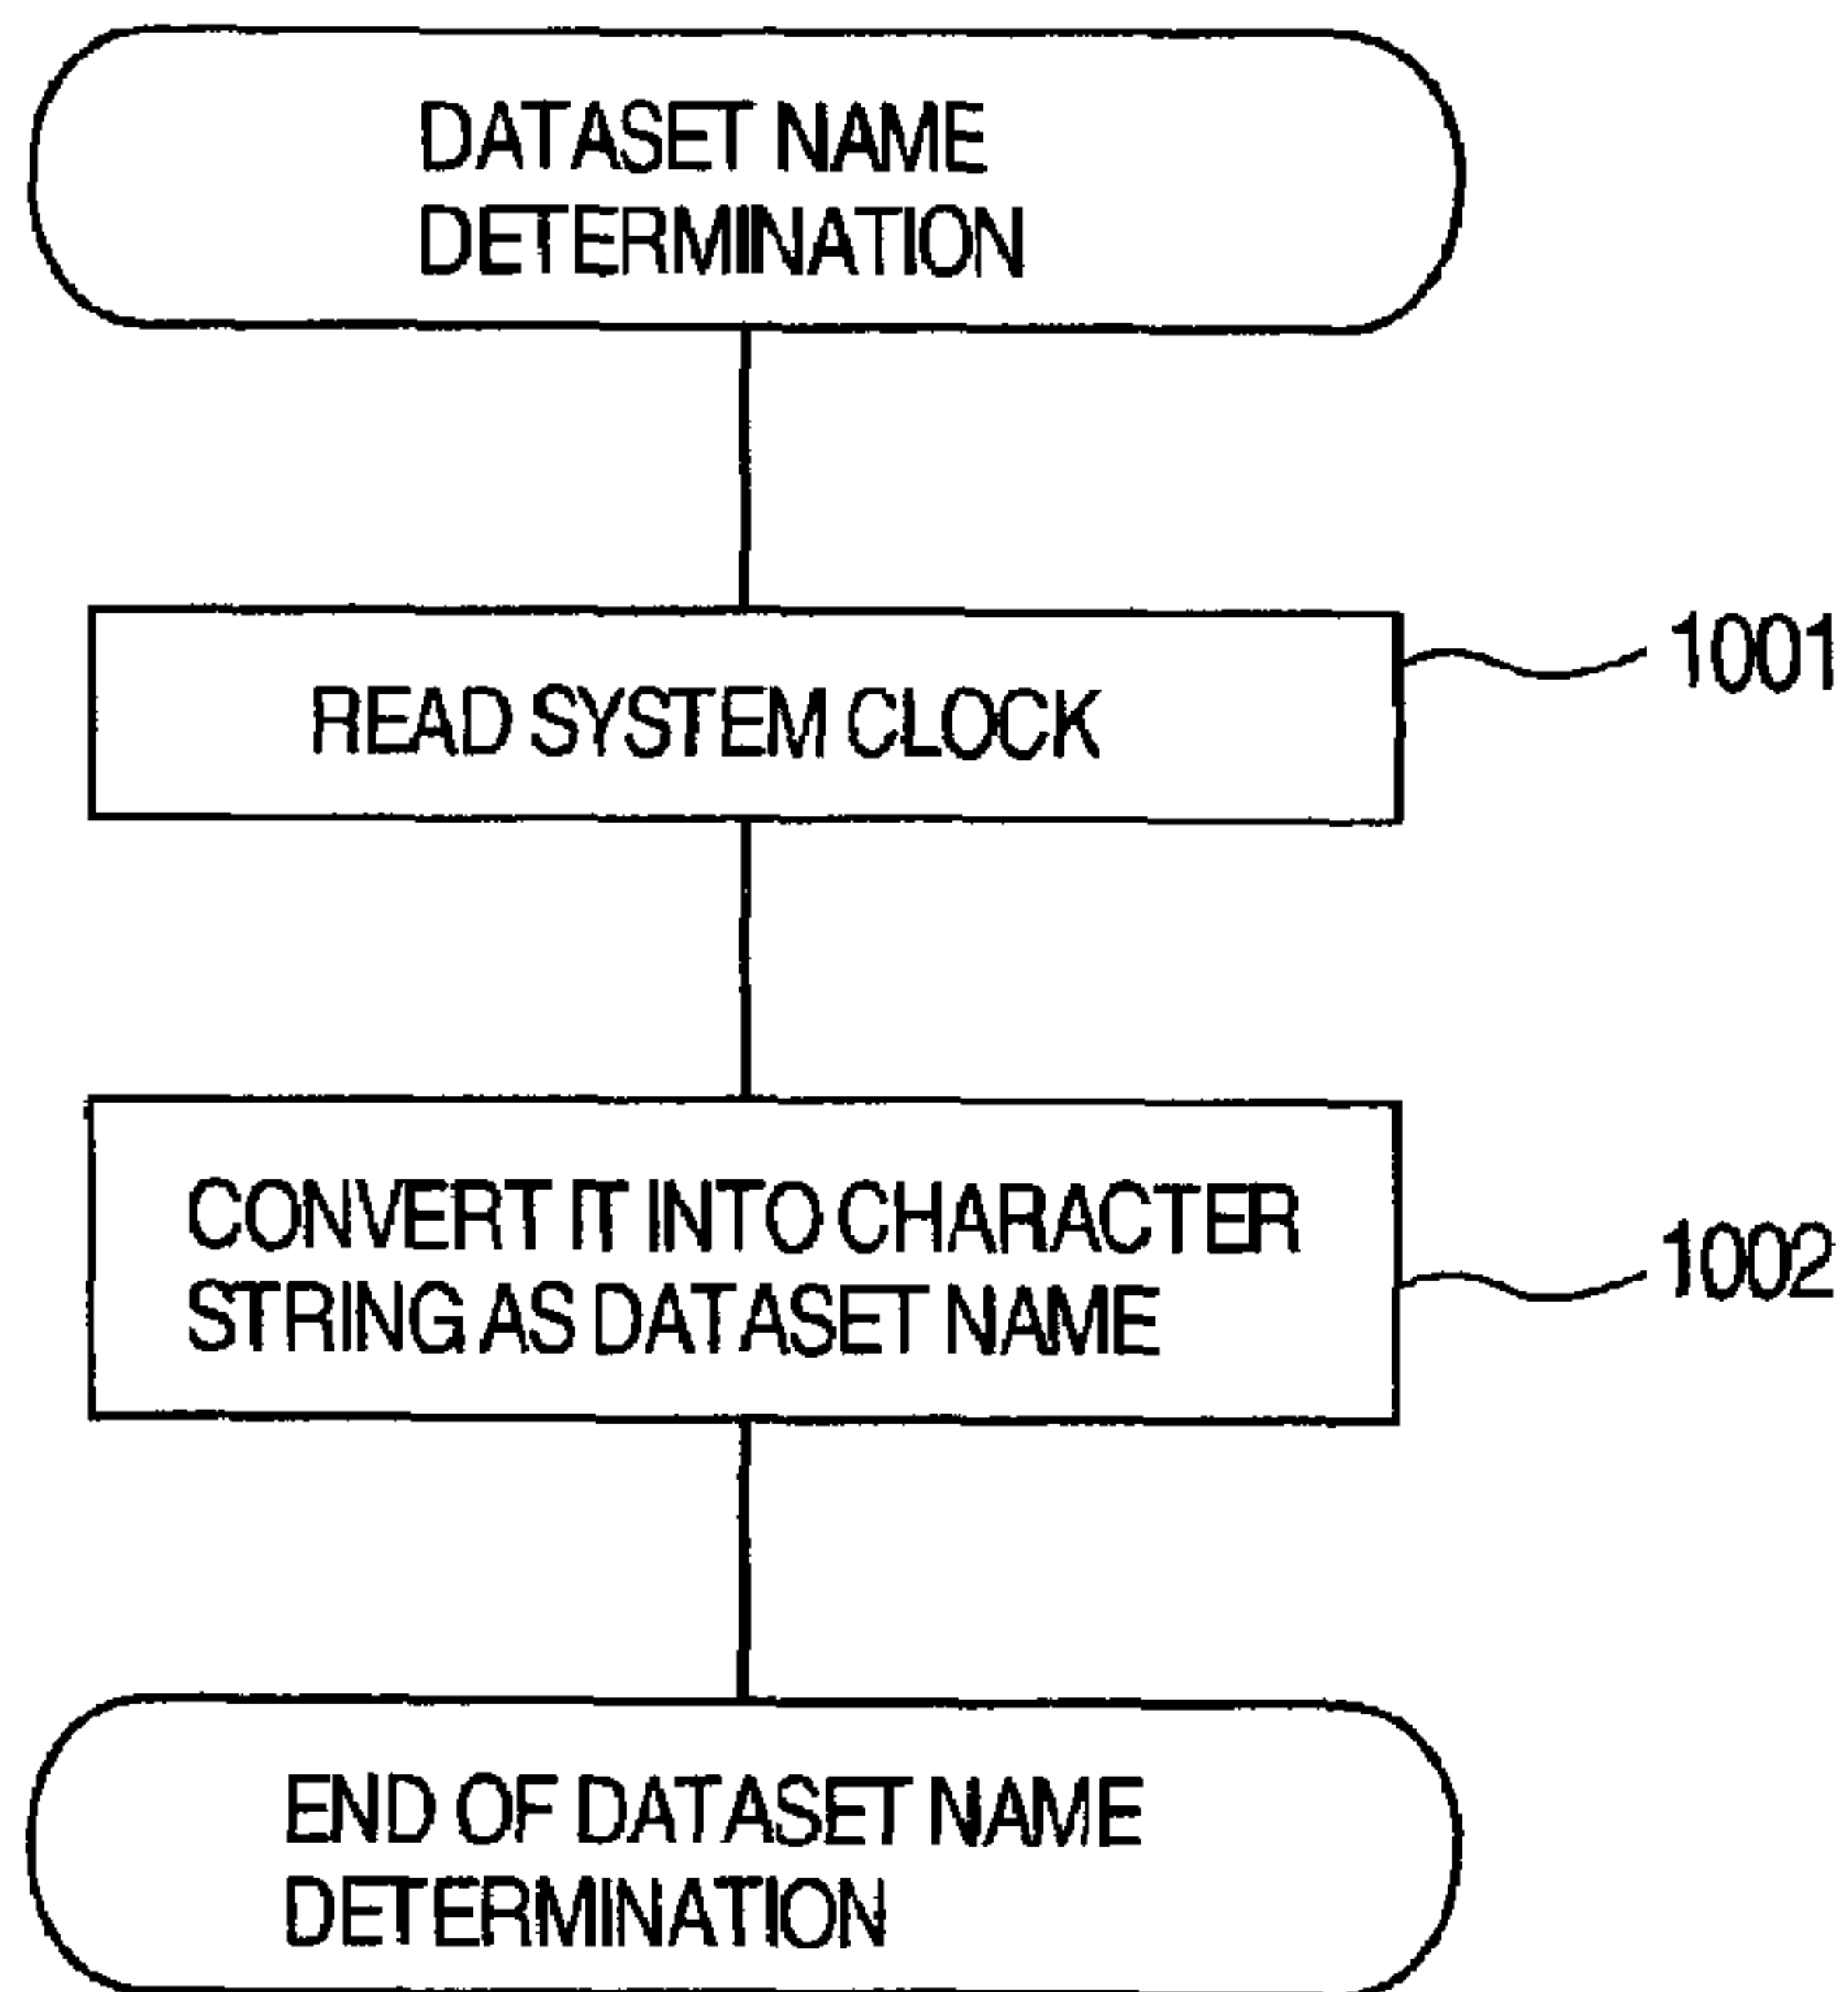 DATASET NAME
DETERMINATION
READ SYSTEM CLOCK
1001
CONVERT IT INTO CHARACTER
STRING AS DATASET NAME
1002
END OF DATASET NAME
DETERMINATION